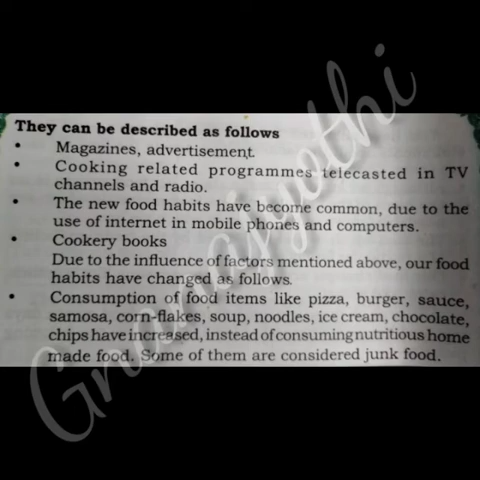 They can be described as follows
• Magazines, advertisement.
• Cooking related programmes telecasted in TV
channels and radio.
• The new food habits have become common, due to the
use of internet in mobile phones and computers.
• Cookery books
Due to the influence of factors mentioned above, our food
habits have changed as follows.
• Consumption of food items like pizza, burger, sauce,
samosa, corn-flakes, soup, noodles, ice cream, chocolate,
chips have increased, instead of consuming nutritious home
made food. Some of them are considered junk food.
Gnanajyothi